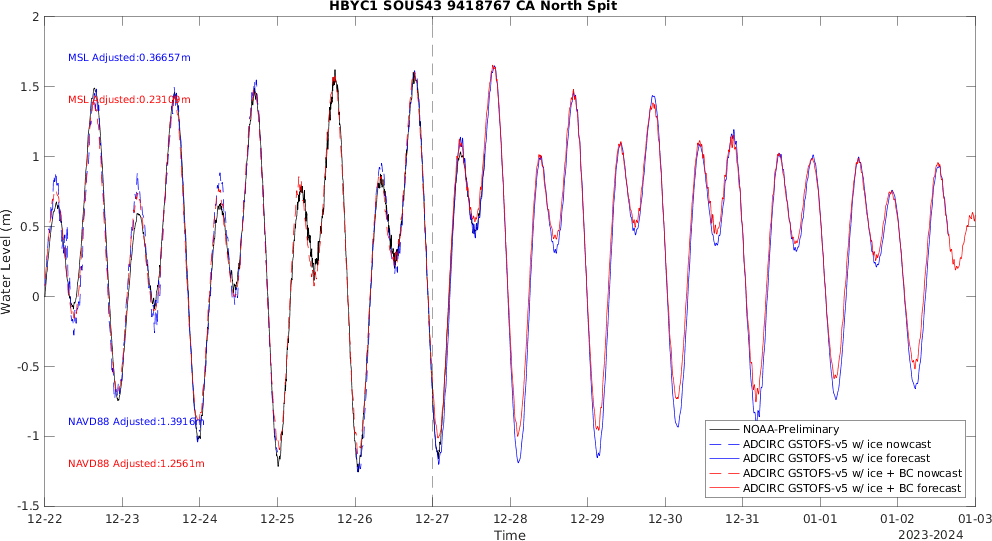 HBYC1 SOUS43 9418767 CA North Spit
2
1.5
1
0.5
0
-0.5
-1
-1.5
Water Level (m)
MSL Adjusted:0.36657m
MSL Adjusted:0.23109m
NAVD88 Adjusted:1.3916m
NAVD88 Adjusted:1.2561m
NOAA-Preliminary
ADCIRC GSTOFS-v5 w/ ice nowcast
ADCIRC GSTOFS-v5 w/ ice forecast
ADCIRC GSTOFS-v5 w/ ice + BC nowcast
ADCIRC GSTOFS-v5 w/ ice + BC forecast
12-22 12-23 12-24 12-25 12-26 12-27 12-28 12-29 12-30 12-31 01-01 01-02 01-03
Time
2023-2024